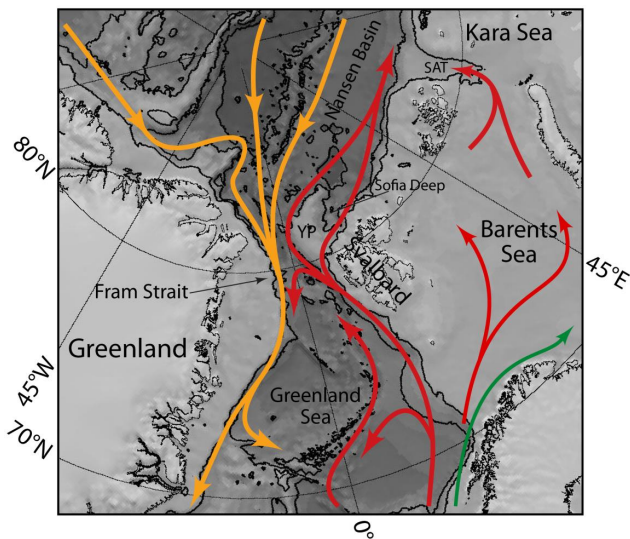 Kara Sea
SAT
Nansen Basin
80°N
Sofia Deep
YP
Barents
Sea
Svalbard
45°E
Fram Strait
Greenland
45°W
Greenland
Sea
70°N
0°